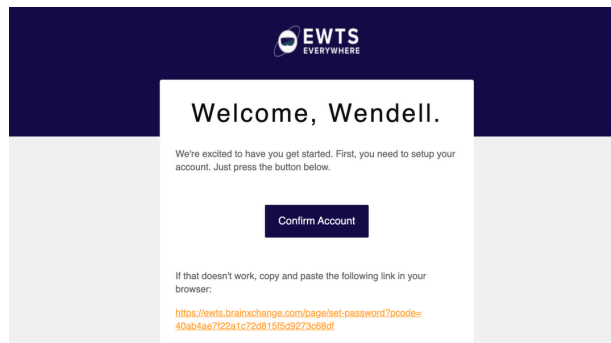 EWTS
EVERYWHERE
Welcome, Wendell.
We're excited to have you get started. First, you need to setup your
account. Just press the button below.
Confirm Account
If that doesn't work, copy and paste the following link in your
browser:
https://ewts.brainxchange.com/page/set-password?pcode=
40ab4ae7f22a1c72d815f5d9273c68df